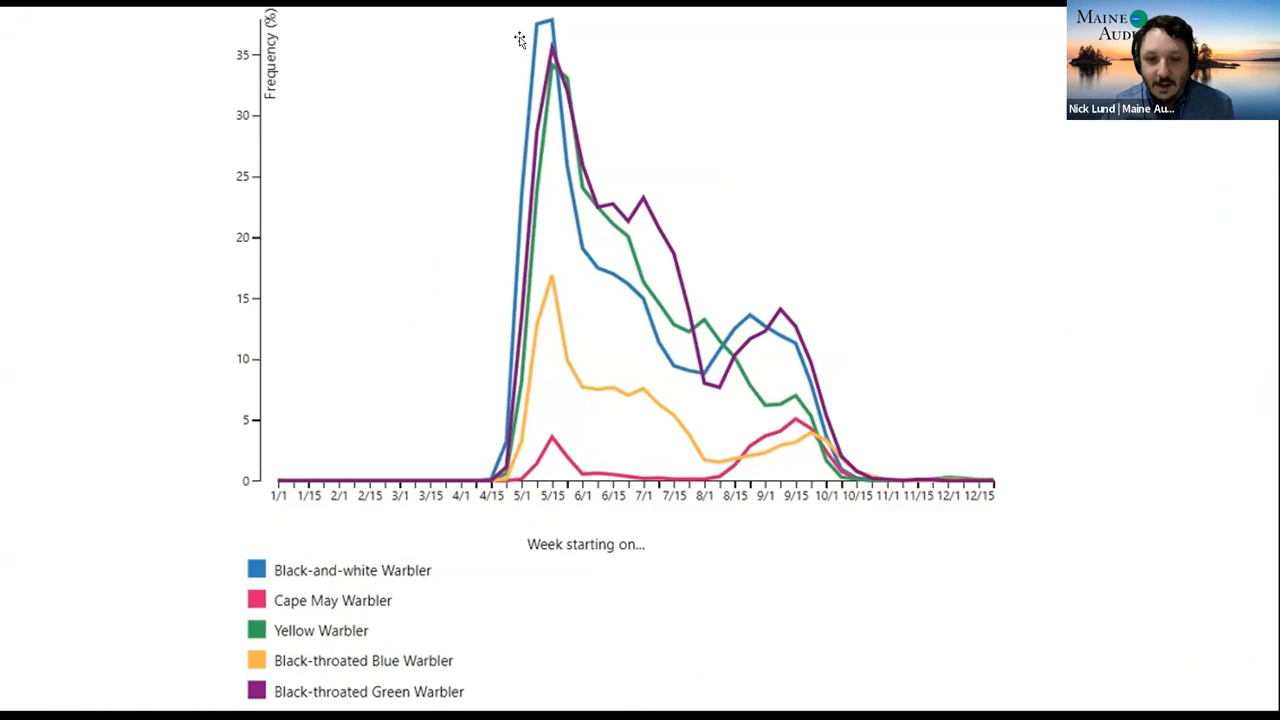 Frequency (%)
35
30
25
20
15
10
5
0
1/1 1/15 2/1 2/15 3/1 3/15 4/1 4/15 5/1 5/15 6/1 6/15 7/1 7/15 8/1 8/15 9/1 9/15 10/1 10/15 11/1 11/15 12/1 12/15
Week starting on...
Black-and-white Warbler
Cape May Warbler
Yellow Warbler
Black-throated Blue Warbler
Black-throated Green Warbler
MAINE
AUD
Nick Lund | Maine Au...